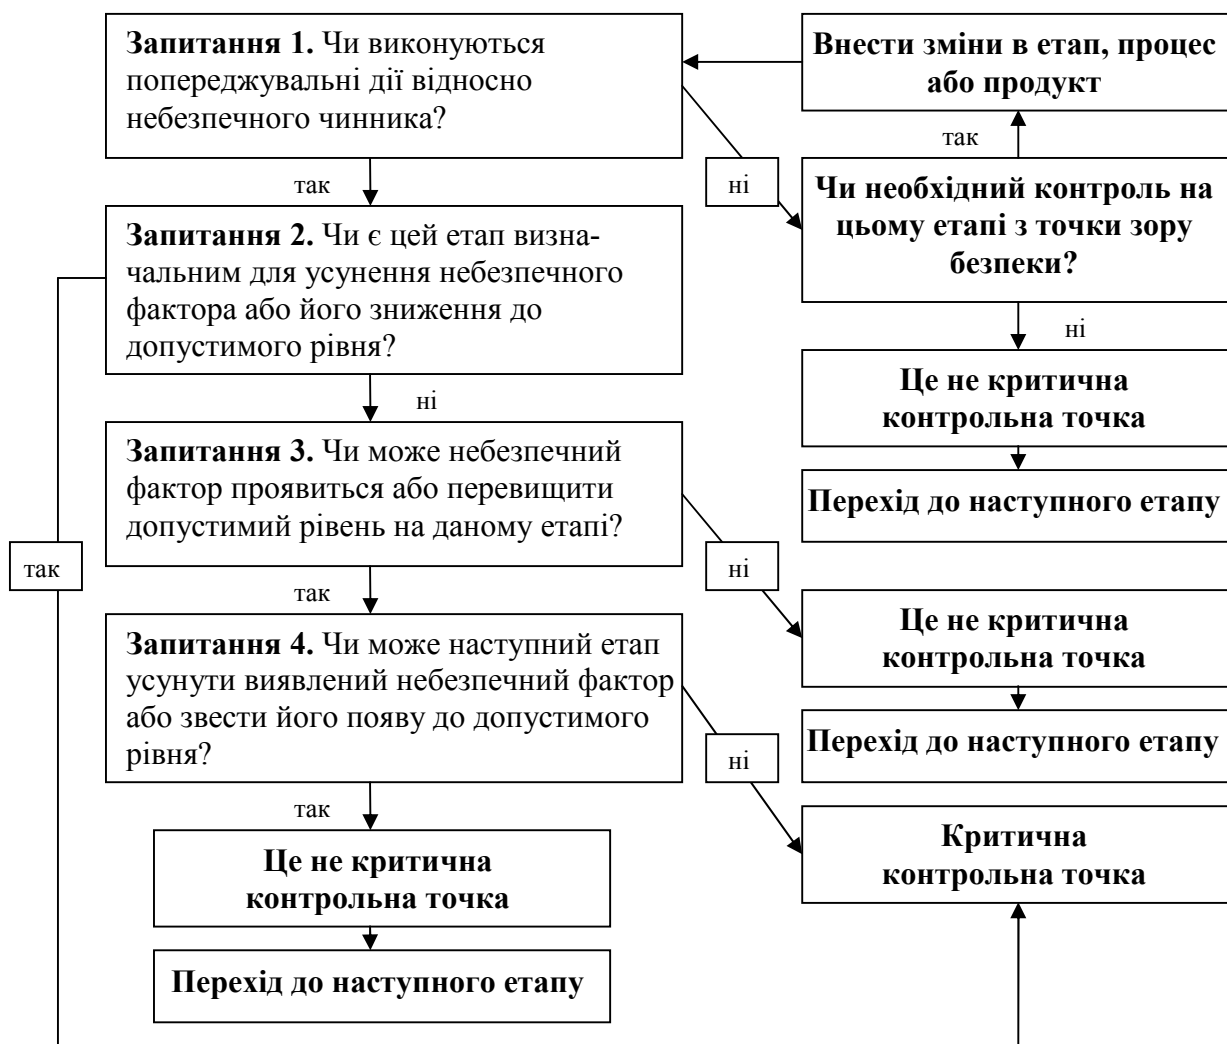 Запитання 1. Чи виконуються
попереджувальні дії відносно
небезпечного чинника?
Внести зміни в етап, процес
або продукт
так
ні
так
Чи необхідний контроль на
цьому етапі з точки зору
безпеки?
Запитання 2. Чи є цей етап визна-
чальним для усунення небезпечного
фактора або його зниження до
допустимого рівня?
ні
Це не критична
контрольна точка
ні
Запитання 3. Чи може небезпечний
фактор проявиться або перевищити
допустимий рівень на даному етапі?
Перехід до наступного етапу
так
ні
так
Це не критична
контрольна точка
Запитання 4. Чи може наступний етап
усунути виявлений небезпечний фактор
або звести його появу до допустимого
рівня?
Перехід до наступного етапу
ні
так
Критична
контрольна точка
Це не критична
контрольна точка
Перехід до наступного етапу